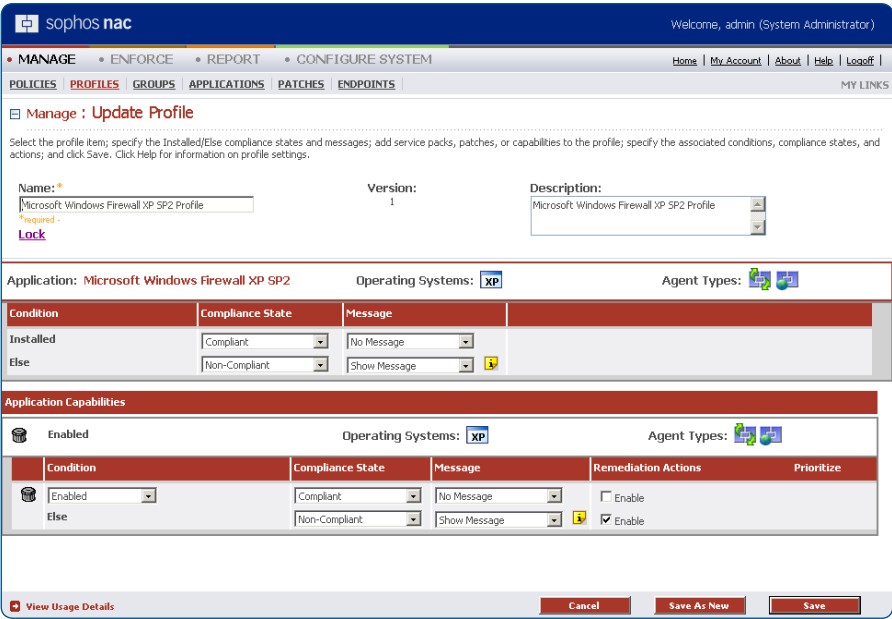 sophos nac
Welcome, admin (System Administrator)
• MANAGE • ENFORCE • REPORT • CONFIGURE SYSTEM
Home | My Account | About | Help | Logoff |
POLICIES PROFILES GROUPS APPLICATIONS PATCHES ENDPOINTS
MY LINKS
Manage : Update Profile
Select the profile item; specify the Installed/Else compliance states and messages; add service packs, patches, or capabilities to the profile; specify the associated conditions, compliance states, and
actions; and click Save. Click Help for information on profile settings.
Name:* Version: Description:
Microsoft Windows Firewall XP SP2 Profile 1 Microsoft Windows Firewall XP SP2 Profile
*required -
Lock
Application: Microsoft Windows Firewall XP SP2 Operating Systems: XP Agent Types:
Condition Compliance State Message
Installed Compliant No Message
Else Non-Compliant Show Message
Application Capabilities
Enabled Operating Systems: XP Agent Types:
Condition Compliance State Message Remediation Actions Prioritize
Enabled Compliant No Message Enable
Else Non-Compliant Show Message Enable
View Usage Details
Cancel Save As New Save